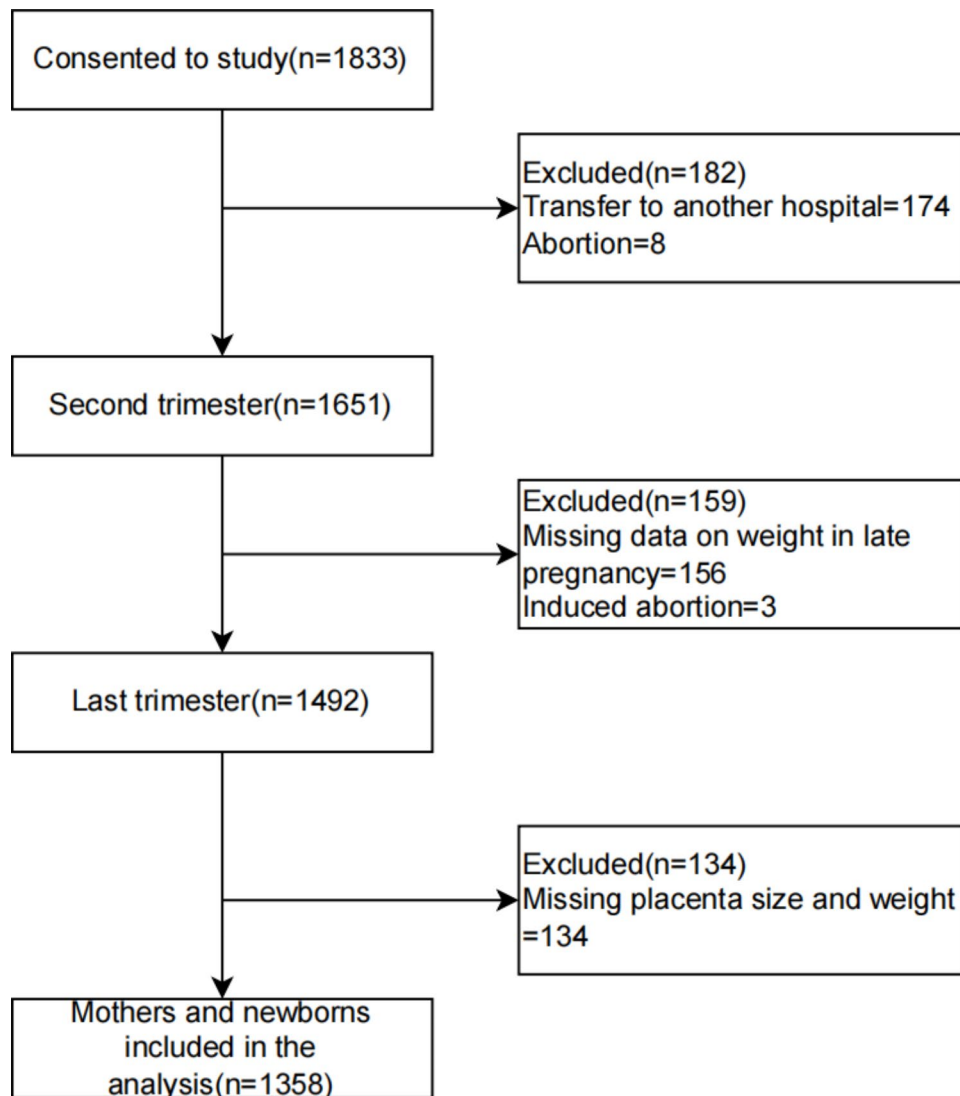 Consented to study(n=1833)
Excluded(n=182)
Transfer to another hospital=174
Abortion=8
Second trimester(n=1651)
Excluded(n=159)
Missing data on weight in late
pregnancy=156
Induced abortion=3
Last trimester(n=1492)
Excluded(n=134)
Missing placenta size and weight
=134
Mothers and newborns
included in the
analysis(n=1358)